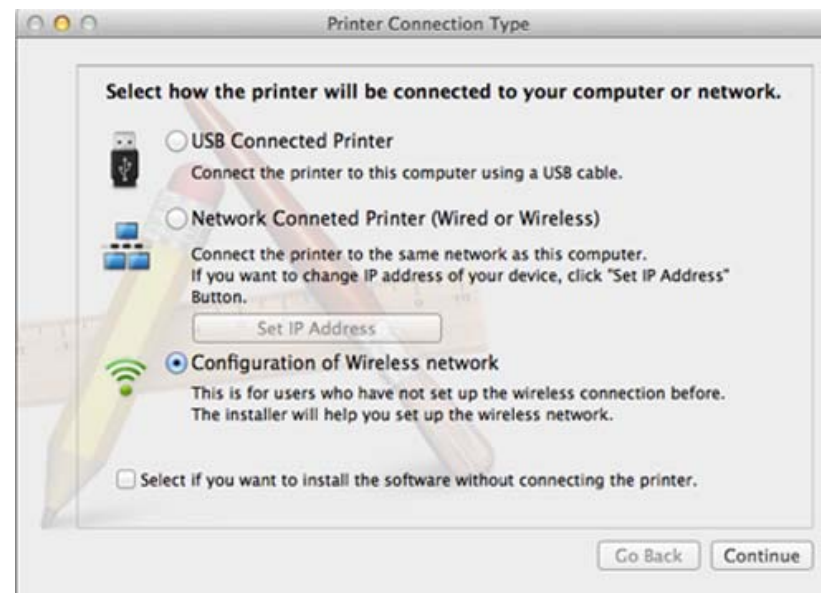 Printer Connection Type
Select how the printer will be connected to your computer or network.
USB Connected Printer
Connect the printer to this computer using a USB cable.
Network Conneted Printer (Wired or Wireless)
Connect the printer to the same network as this computer.
If you want to change IP address of your device, click "Set IP Address"
Button.
Set IP Address
Configuration of Wireless network
This is for users who have not set up the wireless connection before.
The installer will help you set up the wireless network.
Select if you want to install the software without connecting the printer.
Go Back Continue